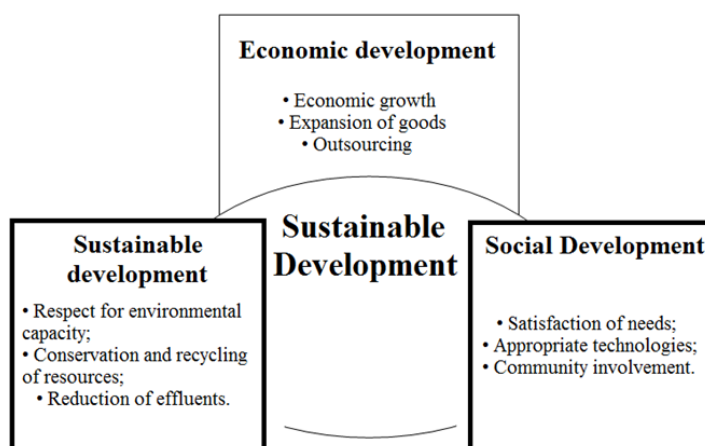 Economic development
• Economic growth
• Expansion of goods
• Outsourcing
Sustainable
Development
Sustainable
development
• Respect for environmental
capacity;
• Conservation and recycling
of resources;
• Reduction of effluents.
Social Development
• Satisfaction of needs;
• Appropriate technologies;
• Community involvement.